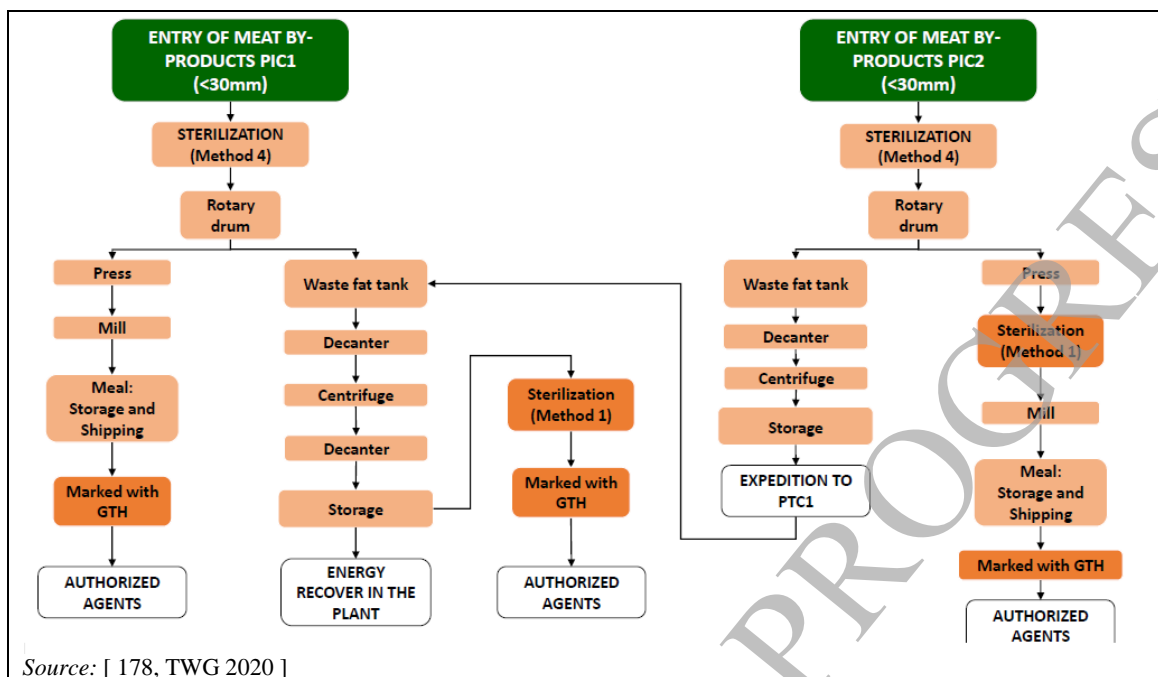 ENTRY OF MEAT BY-
PRODUCTS PIC1
(<30mm)
STERILIZATION
(Method 4)
Rotary
drum
Press
Mill
Meal:
Storage and
Shipping
Marked with
GTH
AUTHORIZED
AGENTS
Waste fat tank
Decanter
Centrifuge
Decanter
Storage
ENERGY
RECOVER IN THE
PLANT
Sterilization
(Method 1)
Marked with
GTH
AUTHORIZED
AGENTS
ENTRY OF MEAT BY-
PRODUCTS PIC2
(<30mm)
STERILIZATION
(Method 4)
Rotary
drum
Waste fat tank
Decanter
Centrifuge
Storage
EXPEDITION TO
PTC1
Press
Sterilization
(Method 1)
Mill
Meal:
Storage and
Shipping
Marked with GTH
AUTHORIZED
AGENTS
PROGRES
Source: [ 178, TWG 2020 ]